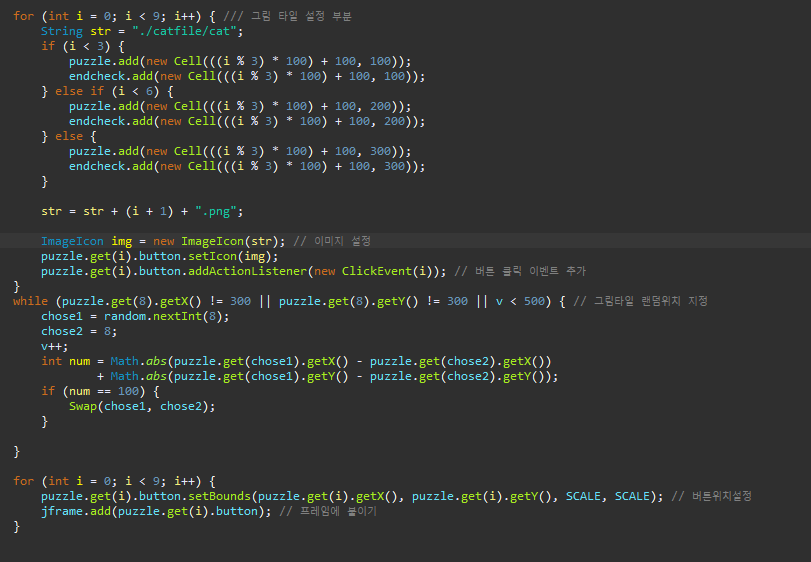 for (int i = 0; i < 9; i++) { /// 그림 타일 설정 부분
    String str = "./catfile/cat";
    if (i < 3) {
        puzzle.add(new Cell(((i % 3) * 100) + 100, 100));
        endcheck.add(new Cell(((i % 3) * 100) + 100, 100));
    } else if (i < 6) {
        puzzle.add(new Cell(((i % 3) * 100) + 100, 200));
        endcheck.add(new Cell(((i % 3) * 100) + 100, 200));
    } else {
        puzzle.add(new Cell(((i % 3) * 100) + 100, 300));
        endcheck.add(new Cell(((i % 3) * 100) + 100, 300));
    }
    str = str + (i + 1) + ".png";
    ImageIcon img = new ImageIcon(str); // 이미지 설정
    puzzle.get(i).button.setIcon(img);
    puzzle.get(i).button.addActionListener(new ClickEvent(i)); // 버튼 클릭 이벤트 추가
}
while (puzzle.get(8).getX() != 300 || puzzle.get(8).getY() != 300 || v < 500) { // 그림타일 랜덤위치 지정
    chose1 = random.nextInt(8);
    chose2 = 8;
    v++;
    int num = Math.abs(puzzle.get(chose1).getX() - puzzle.get(chose2).getX())
            + Math.abs(puzzle.get(chose1).getY() - puzzle.get(chose2).getY());
    if (num == 100) {
        Swap(chose1, chose2);
    }
}
for (int i = 0; i < 9; i++) {
    puzzle.get(i).button.setBounds(puzzle.get(i).getX(), puzzle.get(i).getY(), SCALE, SCALE); // 버튼위치설정
    jframe.add(puzzle.get(i).button); // 프레임에 붙이기
}